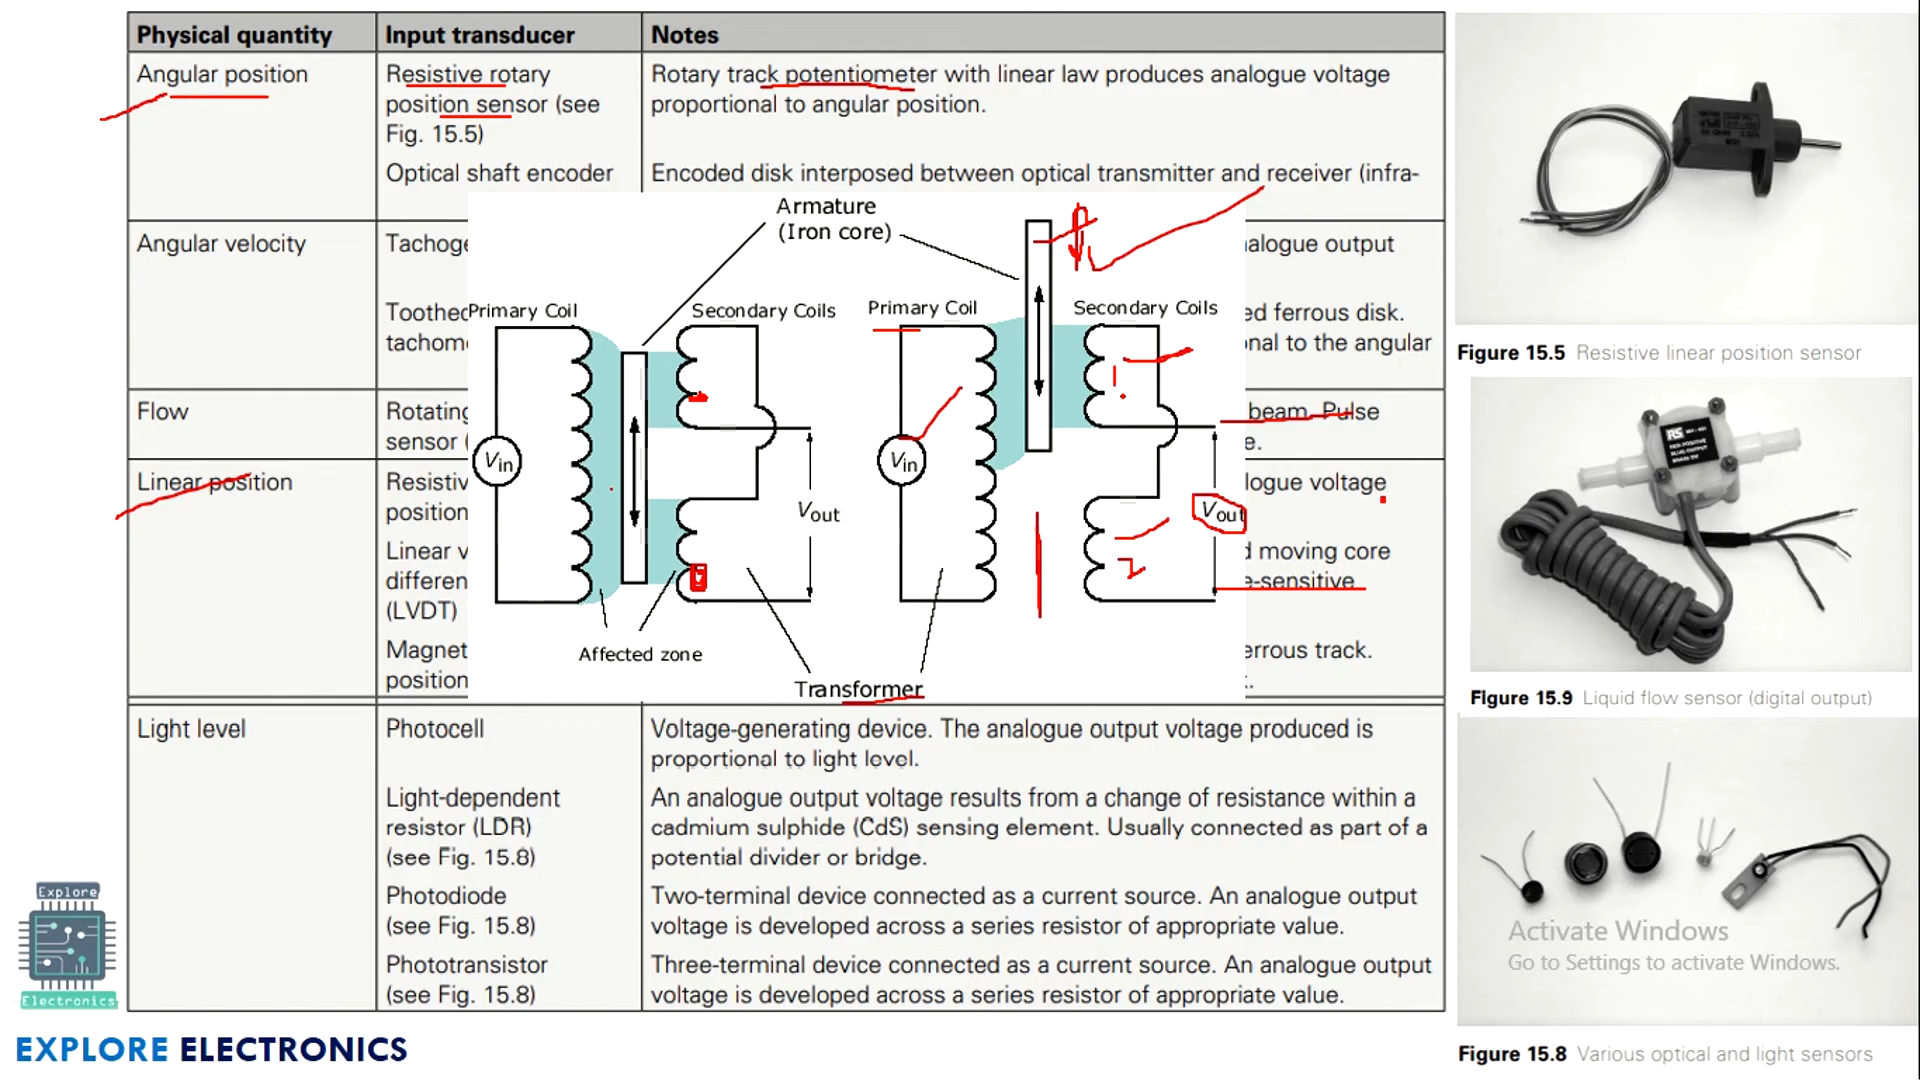 Physical quantity Input transducer Notes
Angular position Resistive rotary Rotary track potentiometer with linear law produces analogue voltage
position sensor (see proportional to angular position.
Fig. 15.5)
Optical shaft encoder Encoded disk interposed between optical transmitter and receiver (infra-
Armature
(Iron core)
Angular velocity Tachoge nalogue output
Toothed ed ferrous disk.
tachome onal to the angular
Primary Coil Secondary Coils Primary Coil Secondary Coils
Flow Rotating beam. Pulse
sensor ( e.
Vin Vin
Linear position Resistiv logue voltage
position
Vout Vout
Linear v d moving core
differen e-sensitive
(LVDT)
1
2
Magnet errous track.
position
Affected zone
Transformer
Light level Photocell Voltage-generating device. The analogue output voltage produced is
proportional to light level.
Light-dependent An analogue output voltage results from a change of resistance within a
resistor (LDR) cadmium sulphide (CdS) sensing element. Usually connected as part of a
(see Fig. 15.8) potential divider or bridge.
Photodiode Two-terminal device connected as a current source. An analogue output
(see Fig. 15.8) voltage is developed across a series resistor of appropriate value.
Phototransistor Three-terminal device connected as a current source. An analogue output
(see Fig. 15.8) voltage is developed across a series resistor of appropriate value.
Figure 15.5 Resistive linear position sensor
RS
Figure 15.9 Liquid flow sensor (digital output)
Activate Windows
Go to Settings to activate Windows.
Figure 15.8 Various optical and light sensors
Explore
Electronics
EXPLORE ELECTRONICS